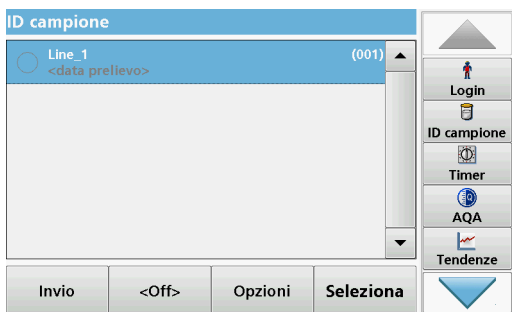 ID campione
Line_1 (001)
<data prelievo>
Login
ID campione
Timer
AQA
Tendenze
Invio <Off> Opzioni Seleziona